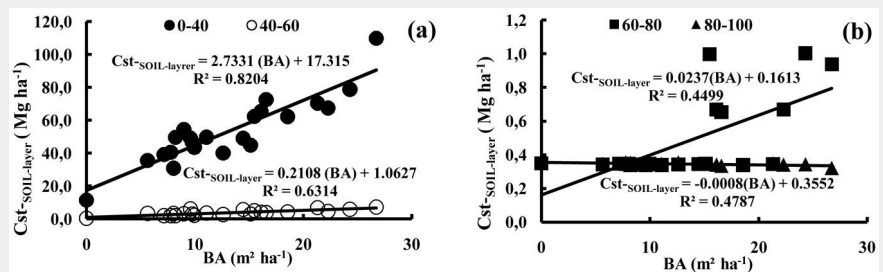 0-40 40-60
(a)
120,0
100,0
80,0
60,0
40,0
20,0
0,0
Cst-SOIL-layer ( Mg ha-1)
Cst-SOIL-layrer = 2.7331 (BA) + 17.315
R² = 0.8204
Cst-SOIL-layer = 0.2108 (BA) + 1.0627
R² = 0.6314
0 10 20 30
BA (m² ha-1)
60-80 80-100
(b)
1,2
1,0
0,8
0,6
0,4
0,2
0,0
Cst-SOIL-layer ( Mg ha-1)
Cst-SOIL-layer = 0.0237 (BA) + 0.1613
R² = 0.4499
Cst-SOIL-layer = -0.0008(BA) + 0.3552
R² = 0.4787
0 10 20 30
BA (m² ha-1)